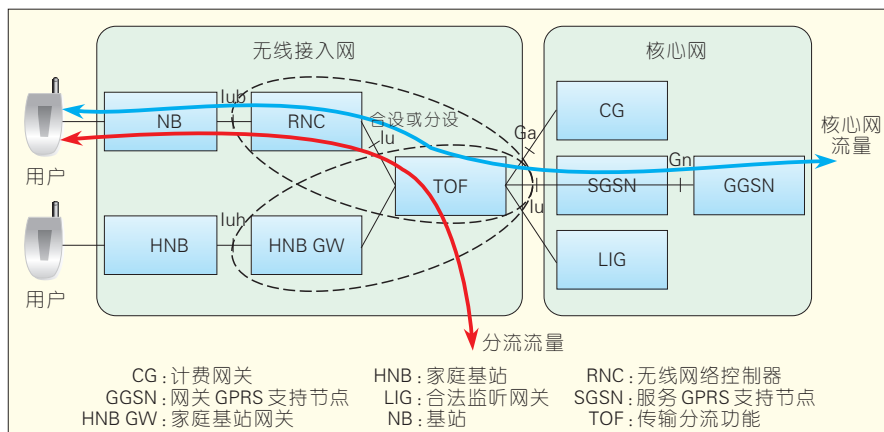 无线接入网
核心网
Iub
NB
RNC
合设或分设
Iu
Ga
CG
核心网
流量
用户
TOF
Gn
SGSN
GGSN
Iu
Iuh
HNB
HNB GW
LIG
用户
分流流量
CG:计费网关
HNB:家庭基站
RNC:无线网络控制器
GGSN:网关 GPRS 支持节点
LIG:合法监听网关
SGSN:服务 GPRS 支持节点
HNB GW:家庭基站网关
NB:基站
TOF:传输分流功能